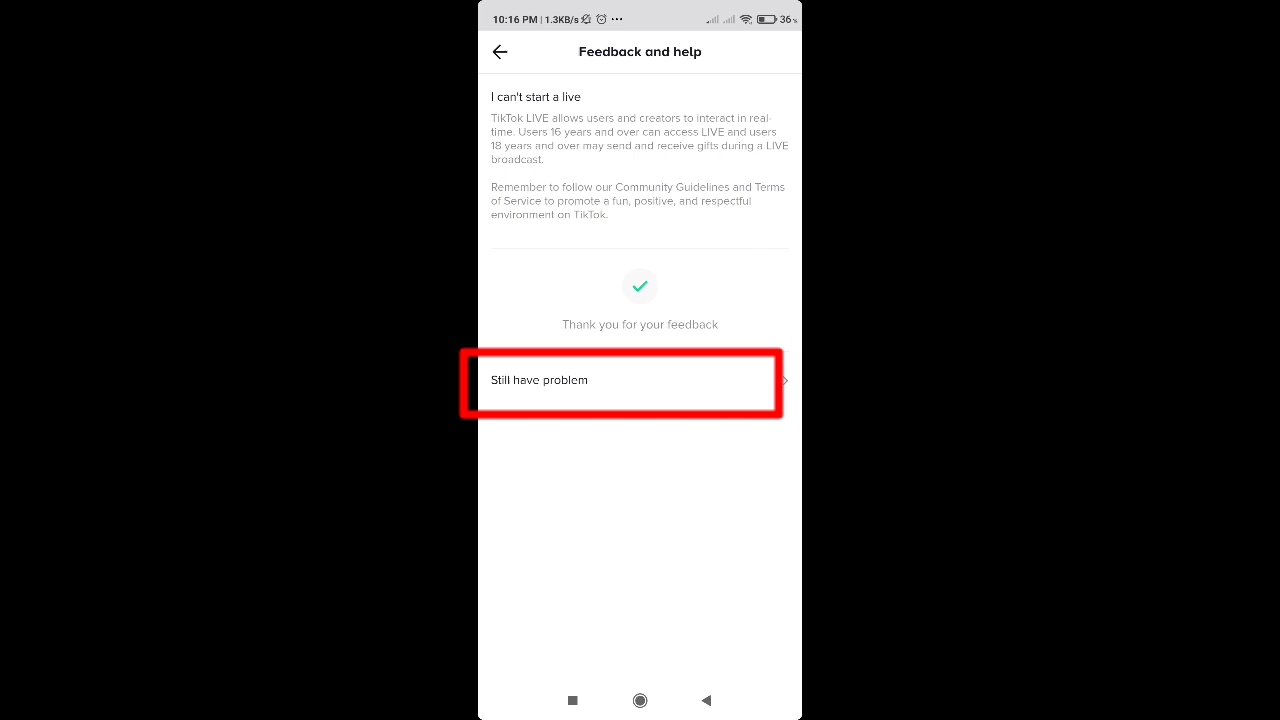 10:16 PM | 1.3KB/s ... 36%
Feedback and help
I can't start a live
TikTok LIVE allows users and creators to interact in real-
time. Users 16 years and over can access LIVE and users
18 years and over may send and receive gifts during a LIVE
broadcast.
Remember to follow our Community Guidelines and Terms
of Service to promote a fun, positive, and respectful
environment on TikTok.
Thank you for your feedback
Still have problem